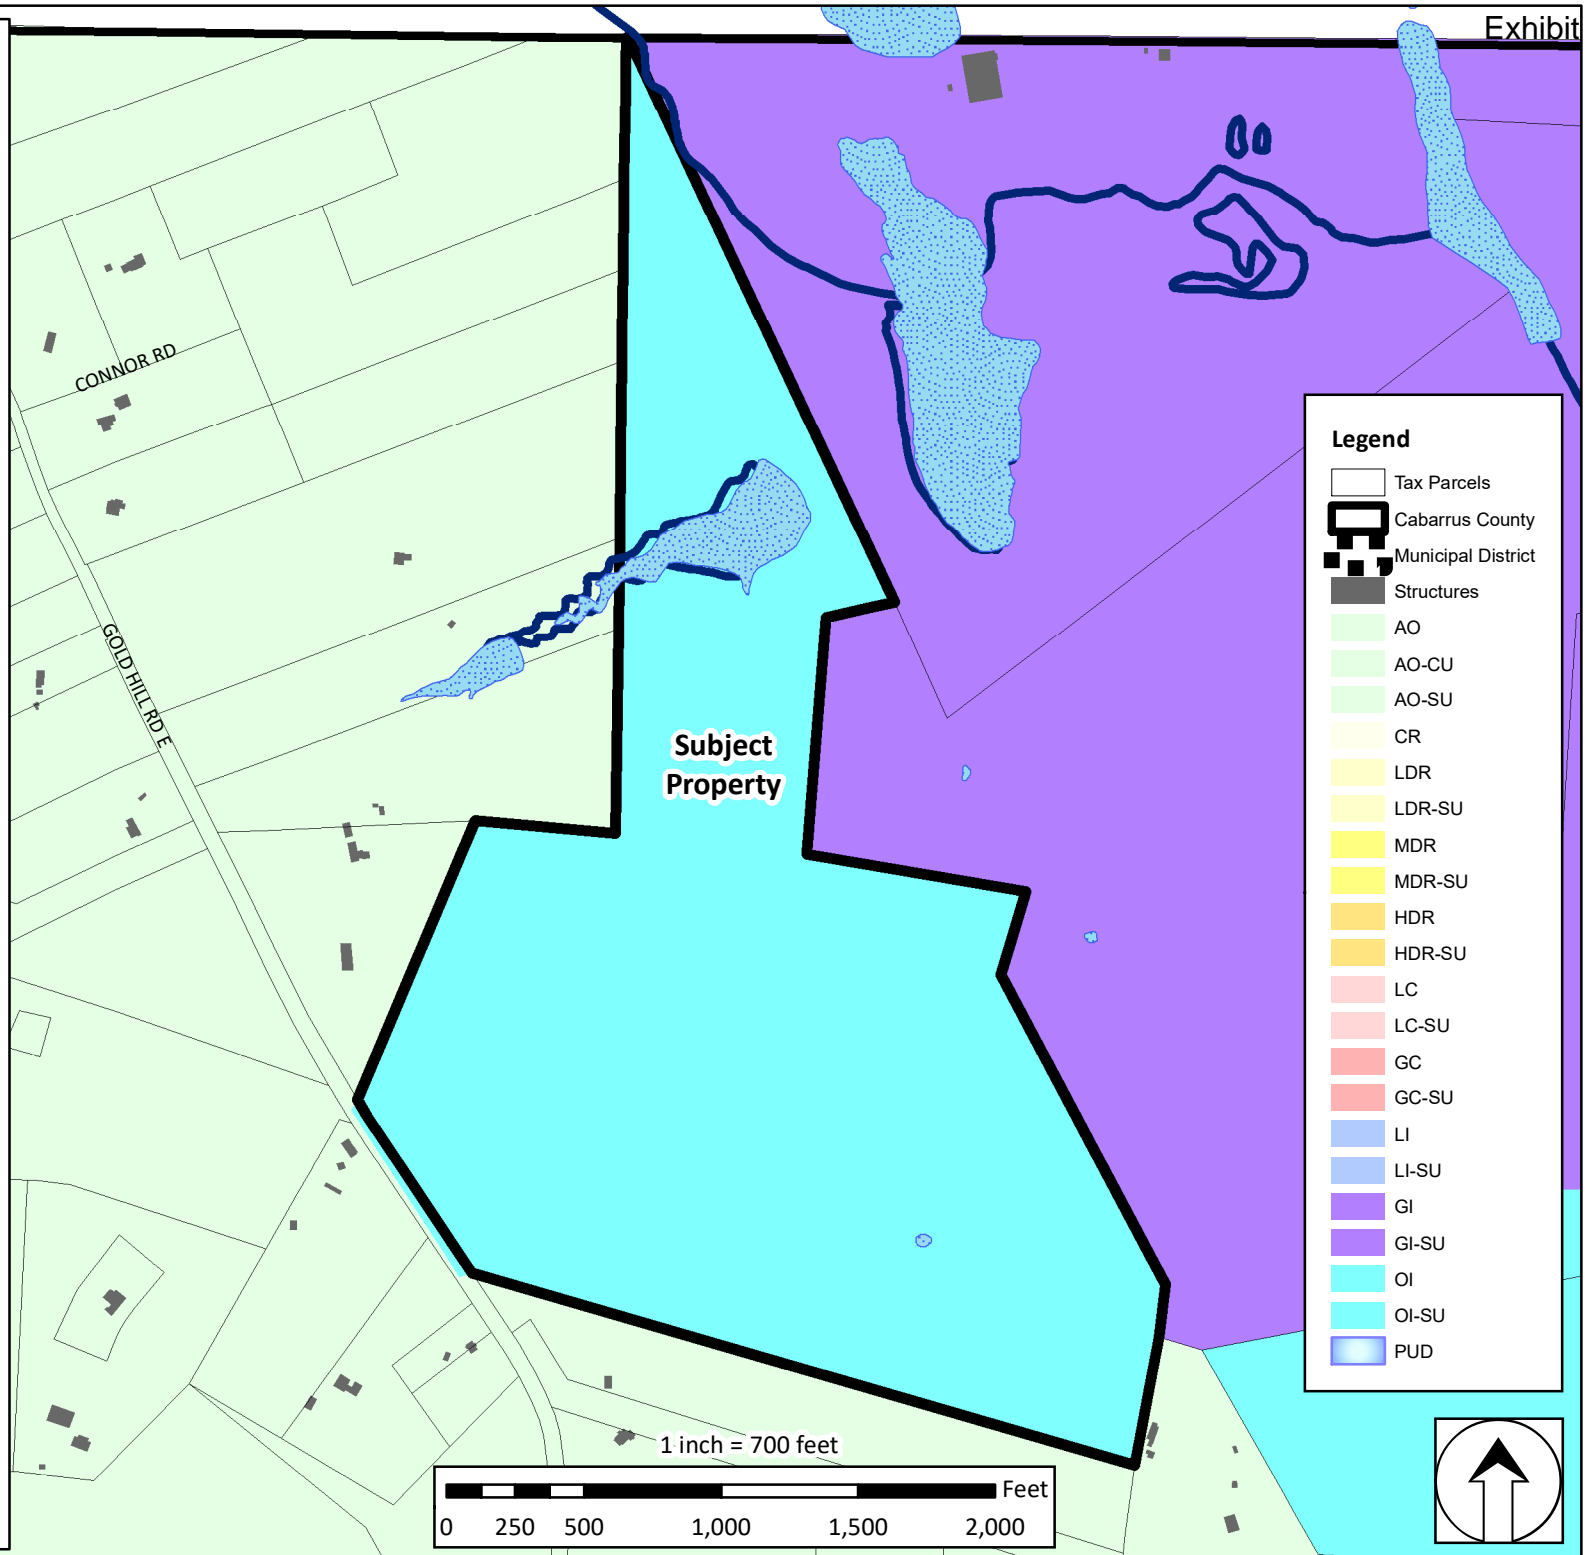 Exhibit
CONNOR RD
GOLD HILL RD E
Subject
Property
Legend
Tax Parcels
Cabarrus County
Municipal District
Structures
AO
AO-CU
AO-SU
CR
LDR
LDR-SU
MDR
MDR-SU
HDR
HDR-SU
LC
LC-SU
GC
GC-SU
LI
LI-SU
GI
GI-SU
OI
OI-SU
PUD
1 inch = 700 feet
Feet
0 250 500 1,000 1,500 2,000